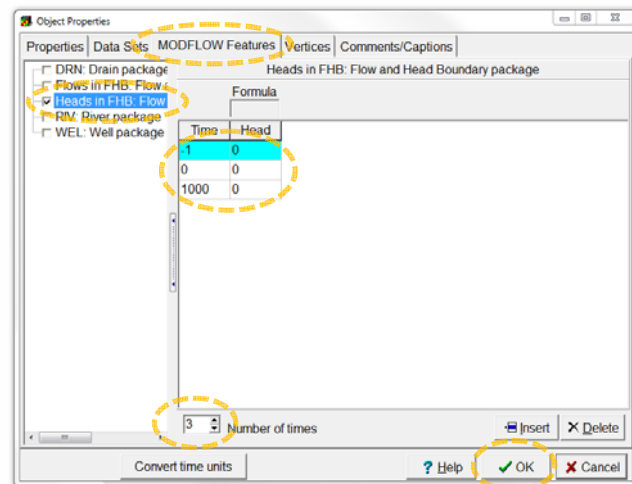 Object Properties
Properties Data Sets MODFLOW Features Vertices Comments/Captions
DRN: Drain package
Flows in FHB: Flow
Heads in FHB: Flow
RIV: River package
WEL: Well package
Heads in FHB: Flow and Head Boundary package
Formula
Time Head
-1 0
0 0
1000 0
3 Number of times
Insert Delete
Convert time units
? Help OK Cancel